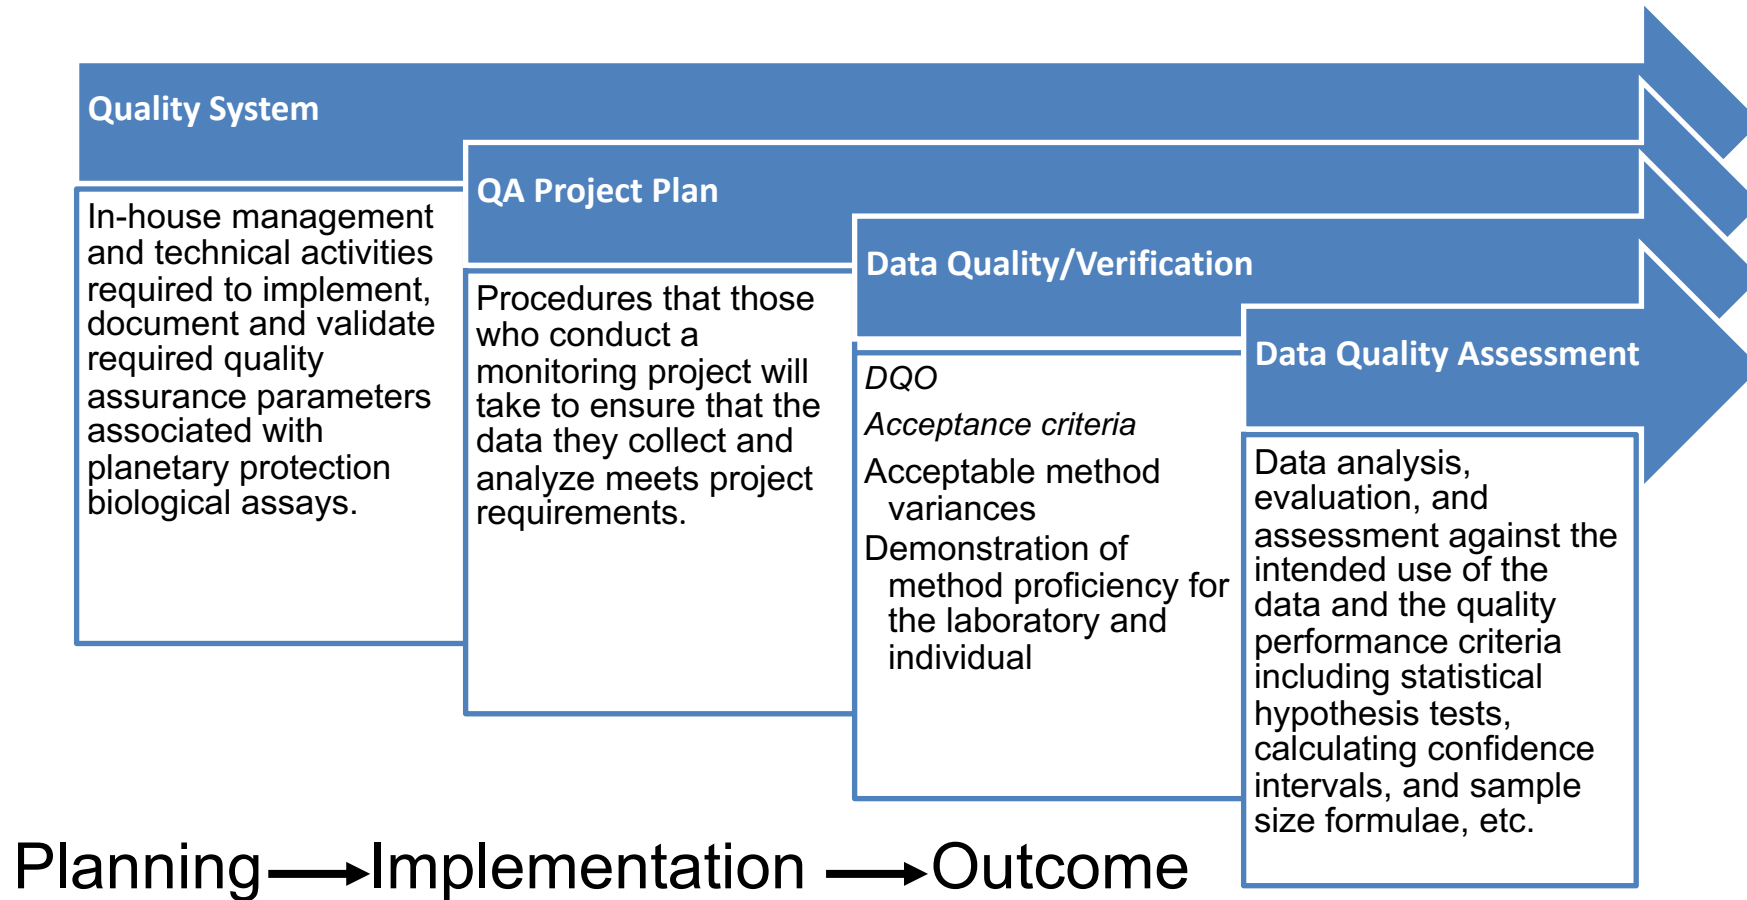 Quality System
In-house management
and technical activities
required to implement,
document and validate
required quality
assurance parameters
associated with
planetary protection
biological assays.
QA Project Plan
Procedures that those
who conduct a
monitoring project will
take to ensure that the
data they collect and
analyze meets project
requirements.
Data Quality/Verification
DQO
Acceptance criteria
Acceptable method
variances
Demonstration of
method proficiency for
the laboratory and
individual
Data Quality Assessment
Data analysis,
evaluation, and
assessment against the
intended use of the
data and the quality
performance criteria
including statistical
hypothesis tests,
calculating confidence
intervals, and sample
size formulae, etc.
Planning Implementation Outcome